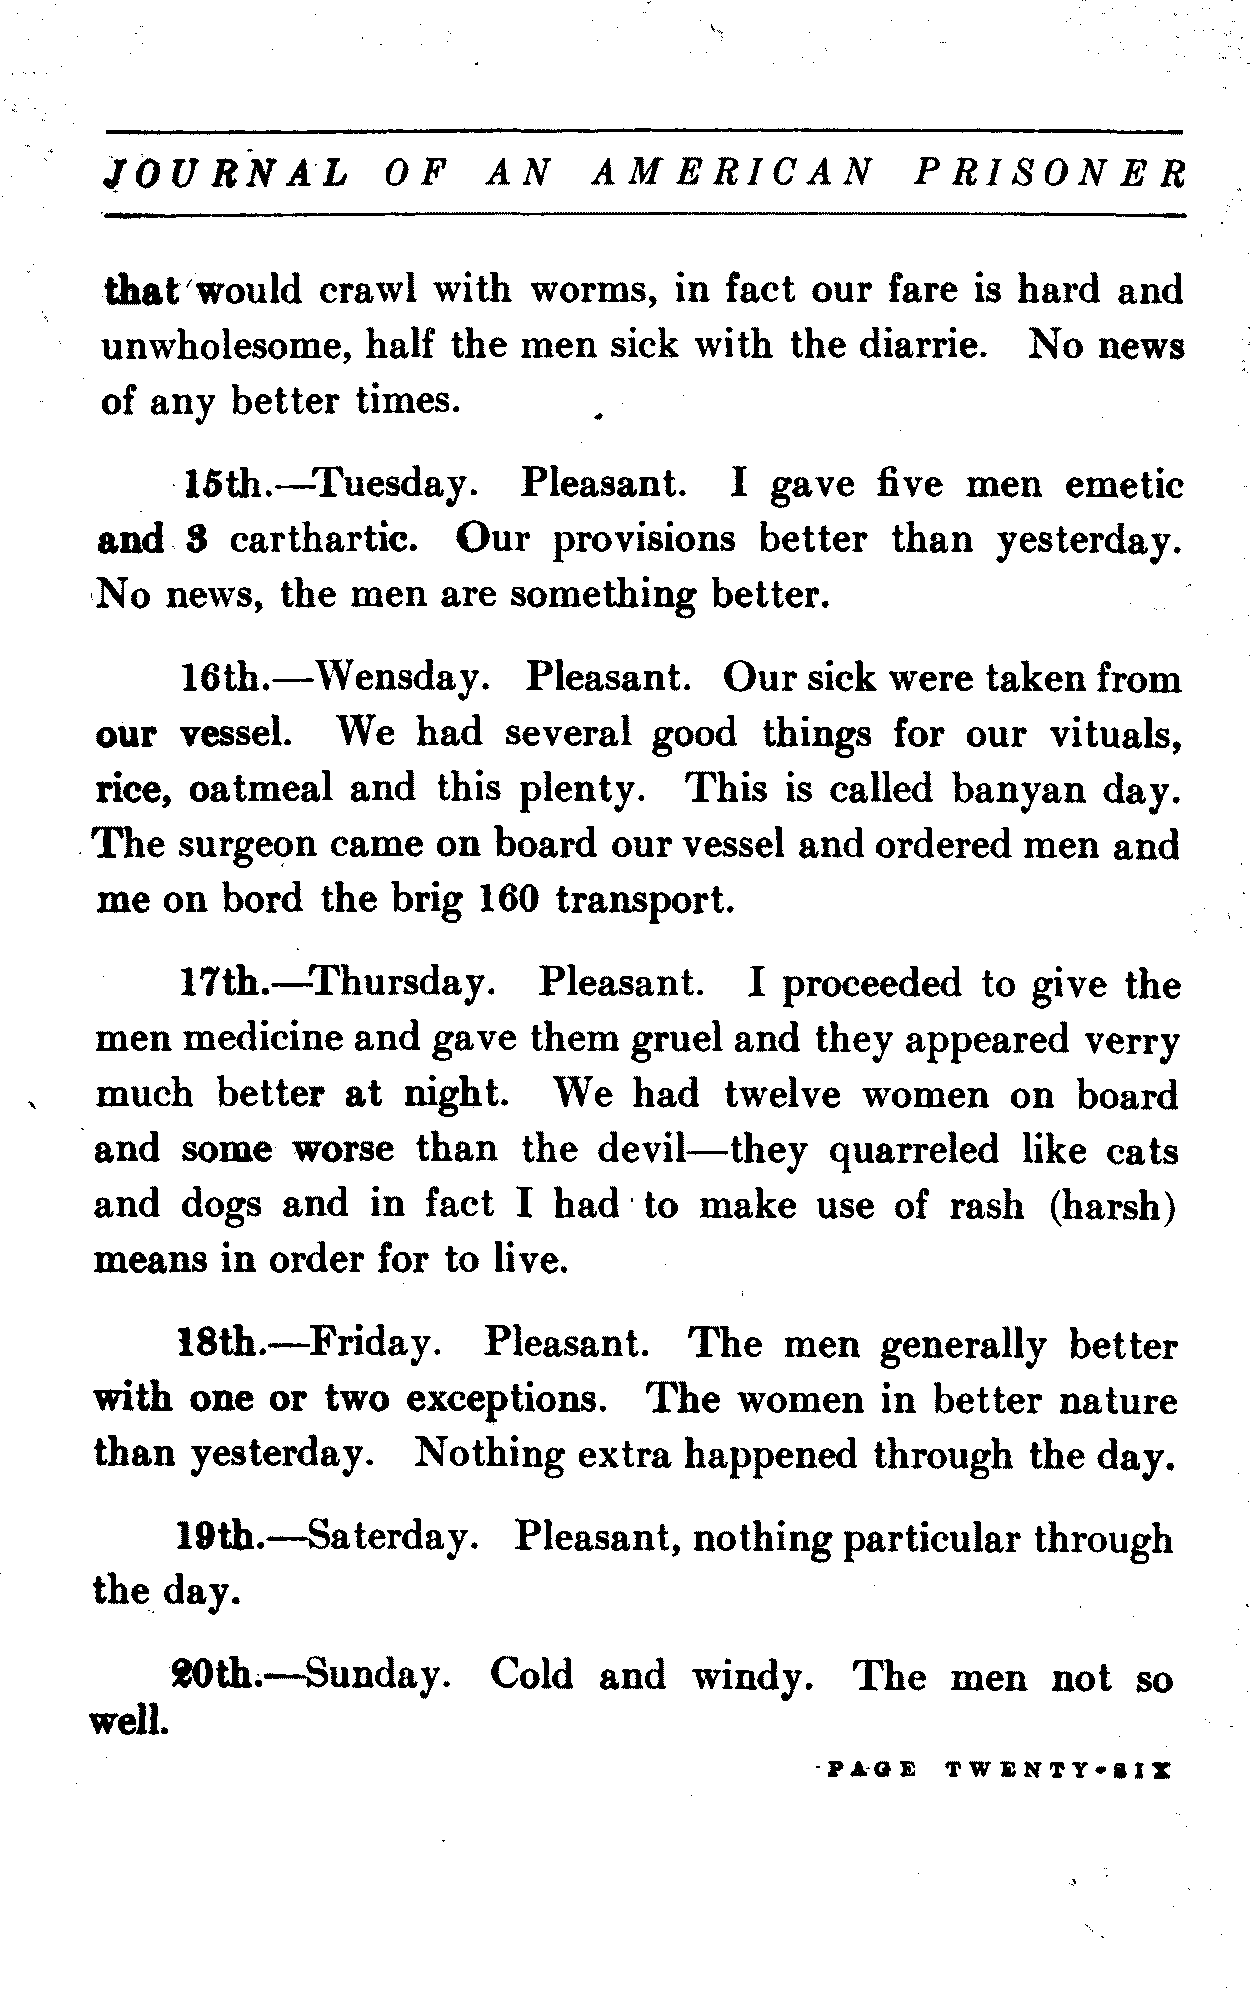 JOURNAL OF AN AMERICAN PRISONER
that would crawl with worms, in fact our fare is hard and
unwholesome, half the men sick with the diarrie. No news
of any better times.
15th.—Tuesday. Pleasant. I gave five men emetic
and 3 carthartic. Our provisions better than yesterday.
No news, the men are something better.
16th.—Wensday. Pleasant. Our sick were taken from
our vessel. We had several good things for our vituals,
rice, oatmeal and this plenty. This is called banyan day.
The surgeon came on board our vessel and ordered men and
me on bord the brig 160 transport.
17th.—Thursday. Pleasant. I proceeded to give the
men medicine and gave them gruel and they appeared verry
much better at night. We had twelve women on board
and some worse than the devil—they quarreled like cats
and dogs and in fact I had to make use of rash (harsh)
means in order for to live.
18th.—Friday. Pleasant. The men generally better
with one or two exceptions. The women in better nature
than yesterday. Nothing extra happened through the day.
19th.—Saterday. Pleasant, nothing particular through
the day.
20th.—Sunday. Cold and windy. The men not so
well.
PAGE TWENTY-SIX